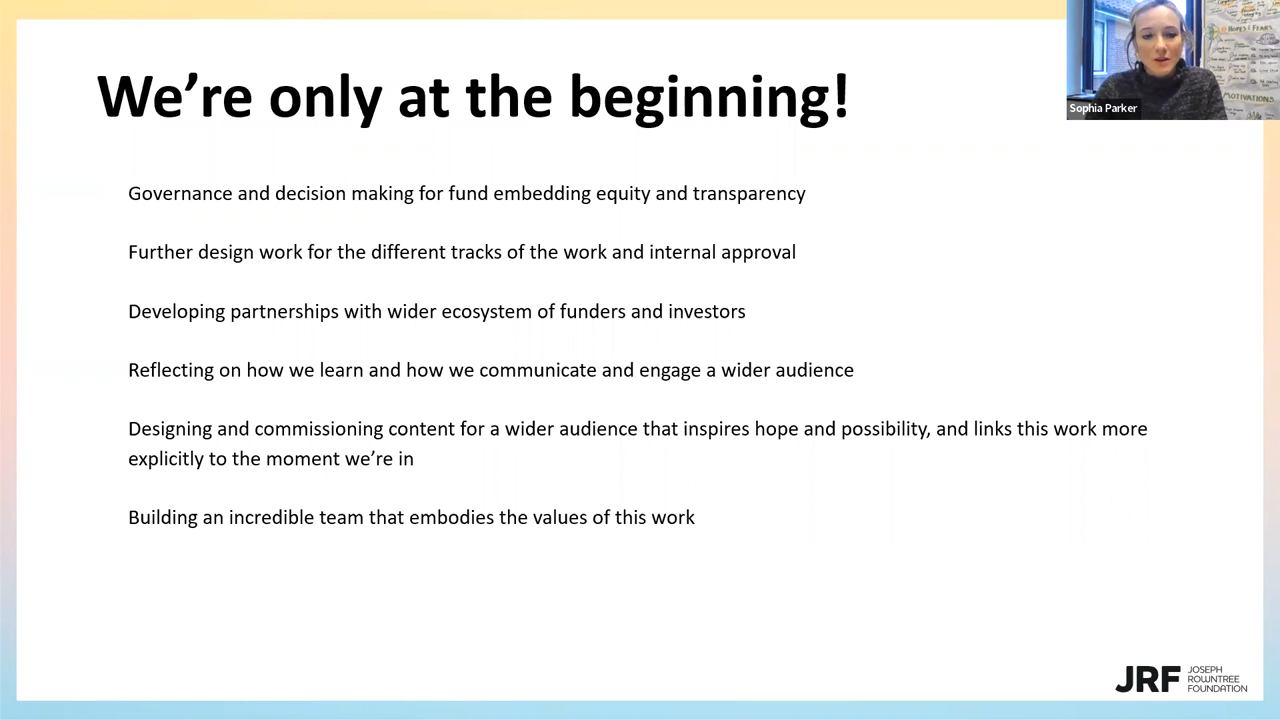 We're only at the beginning!
Sophia Parker
HOPES & FEARS
MOTIVATIONS
Governance and decision making for fund embedding equity and transparency
Further design work for the different tracks of the work and internal approval
Developing partnerships with wider ecosystem of funders and investors
Reflecting on how we learn and how we communicate and engage a wider audience
Designing and commissioning content for a wider audience that inspires hope and possibility, and links this work more
explicitly to the moment we're in
Building an incredible team that embodies the values of this work
JRF
JOSEPH
ROWNTREE
FOUNDATION